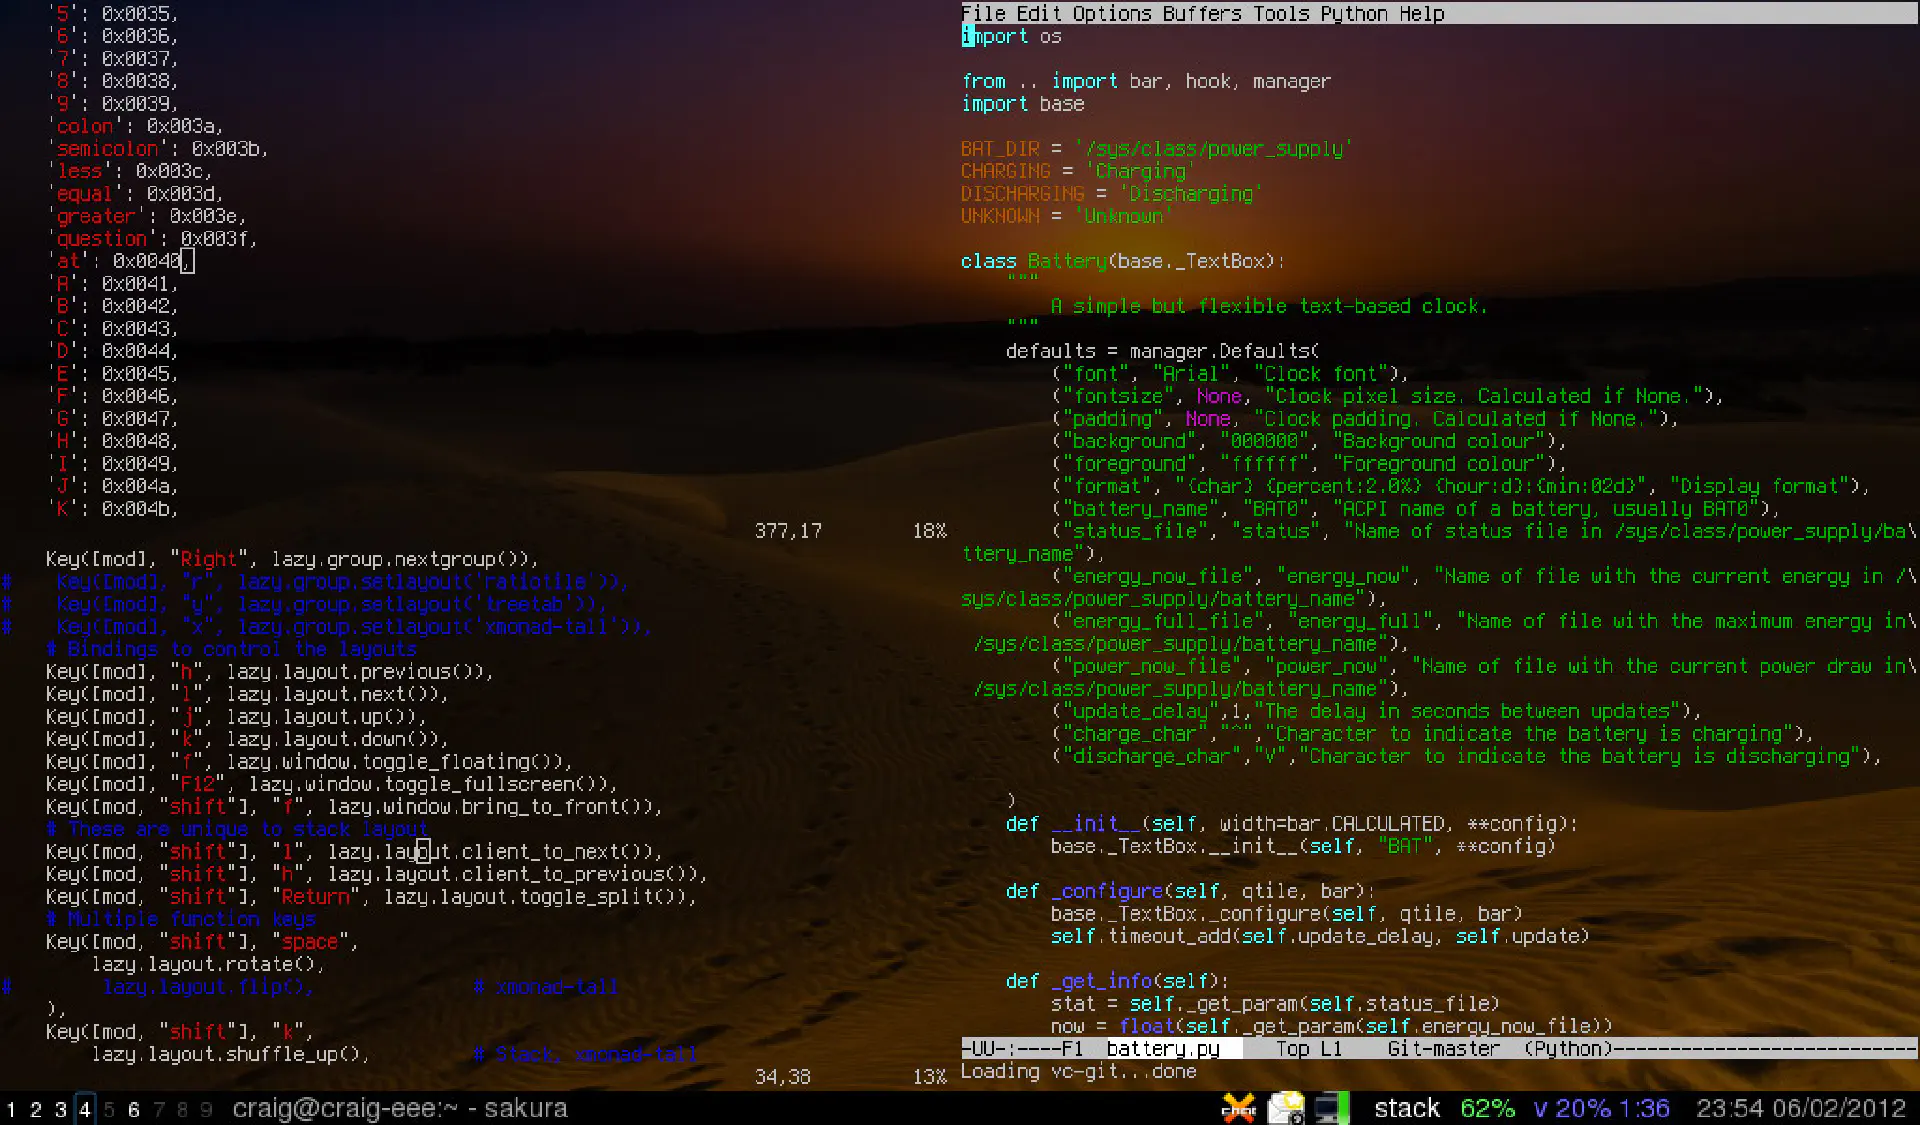 '5': 0x0035,
'6': 0x0036,
'7': 0x0037,
'8': 0x0038,
'9': 0x0039,
'colon': 0x003a,
'semicolon': 0x003b,
'less': 0x003c,
'equal': 0x003d,
'greater': 0x003e,
'question': 0x003f,
'at': 0x0040,
'A': 0x0041,
'B': 0x0042,
'C': 0x0043,
'D': 0x0044,
'E': 0x0045,
'F': 0x0046,
'G': 0x0047,
'H': 0x0048,
'I': 0x0049,
'J': 0x004a,
'K': 0x004b,
377,17 18%
Key([mod], "Right", lazy.group.nextgroup()),
#    Key([mod], "r", lazy.group.setlayout('ratiotile')),
#    Key([mod], "y", lazy.group.setlayout('treetab')),
#    Key([mod], "x", lazy.group.setlayout('xmonad-tall')),
# Bindings to control the layouts
Key([mod], "h", lazy.layout.previous()),
Key([mod], "l", lazy.layout.next()),
Key([mod], "j", lazy.layout.up()),
Key([mod], "k", lazy.layout.down()),
Key([mod], "f", lazy.window.toggle_floating()),
Key([mod], "F12", lazy.window.toggle_fullscreen()),
Key([mod, "shift"], "f", lazy.window.bring_to_front()),
# These are unique to stack layout
Key([mod, "shift"], "l", lazy.layout.client_to_next()),
Key([mod, "shift"], "h", lazy.layout.client_to_previous()),
Key([mod, "shift"], "Return", lazy.layout.toggle_split()),
# Multiple function keys
Key([mod, "shift"], "space",
    lazy.layout.rotate(),
#        lazy.layout.flip(),              # xmonad-tall
),
Key([mod, "shift"], "k",
    lazy.layout.shuffle_up(),         # Stack, xmonad-tall
34,38 13%
File Edit Options Buffers Tools Python Help
import os
from .. import bar, hook, manager
import base
BAT_DIR = '/sys/class/power_supply'
CHARGING = 'Charging'
DISCHARGING = 'Discharging'
UNKNOWN = 'Unknown'
class Battery(base._TextBox):
    """
        A simple but flexible text-based clock.
    """
    defaults = manager.Defaults(
        ("font", "Arial", "Clock font"),
        ("fontsize", None, "Clock pixel size. Calculated if None."),
        ("padding", None, "Clock padding. Calculated if None."),
        ("background", "000000", "Background colour"),
        ("foreground", "ffffff", "Foreground colour"),
        ("format", "{char} {percent:2.0%} {hour:d}:{min:02d}", "Display format"),
        ("battery_name", "BAT0", "ACPI name of a battery, usually BAT0"),
        ("status_file", "status", "Name of status file in /sys/class/power_supply/ba\
ttery_name"),
        ("energy_now_file", "energy_now", "Name of file with the current energy in /\
sys/class/power_supply/battery_name"),
        ("energy_full_file", "energy_full", "Name of file with the maximum energy in\
 /sys/class/power_supply/battery_name"),
        ("power_now_file", "power_now", "Name of file with the current power draw in\
 /sys/class/power_supply/battery_name"),
        ("update_delay",1,"The delay in seconds between updates"),
        ("charge_char","^","Character to indicate the battery is charging"),
        ("discharge_char","V","Character to indicate the battery is discharging"),
    )
    def __init__(self, width=bar.CALCULATED, **config):
        base._TextBox.__init__(self, "BAT", **config)
    def _configure(self, qtile, bar):
        base._TextBox._configure(self, qtile, bar)
        self.timeout_add(self.update_delay, self.update)
    def _get_info(self):
        stat = self._get_param(self.status_file)
        now = float(self._get_param(self.energy_now_file))
-UU-:----F1  battery.py     Top L1    Git-master  (Python)---------------------------
Loading vc-git...done
1 2 3 4 5 6 7 8 9 craig@craig-eee:~ - sakura chat stack 62% v 20% 1:36 23:54 06/02/2012